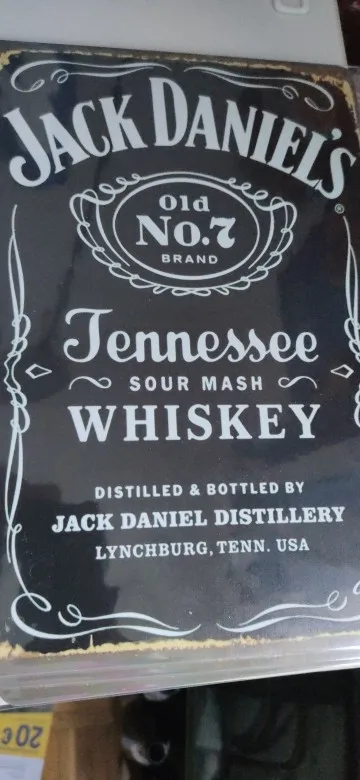 JACK DANIEL'S®
Old
No.7
BRAND
Tennessee
SOUR MASH
WHISKEY
DISTILLED & BOTTLED BY
JACK DANIEL DISTILLERY
LYNCHBURG, TENN. USA
20€